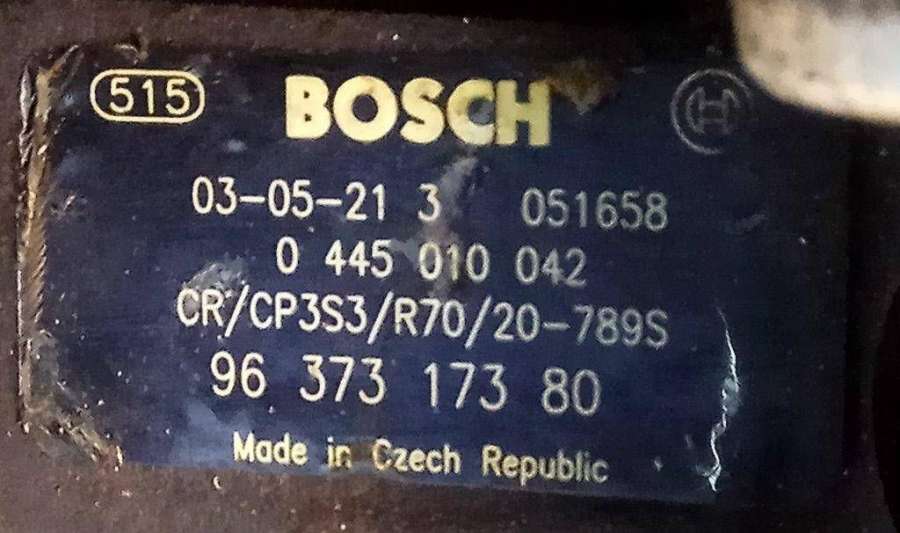 515 BOSCH
03-05-21 3 051658
0 445 010 042
CR/CP3S3/R70/20-789S
96 373 173 80
Made in Czech Republic